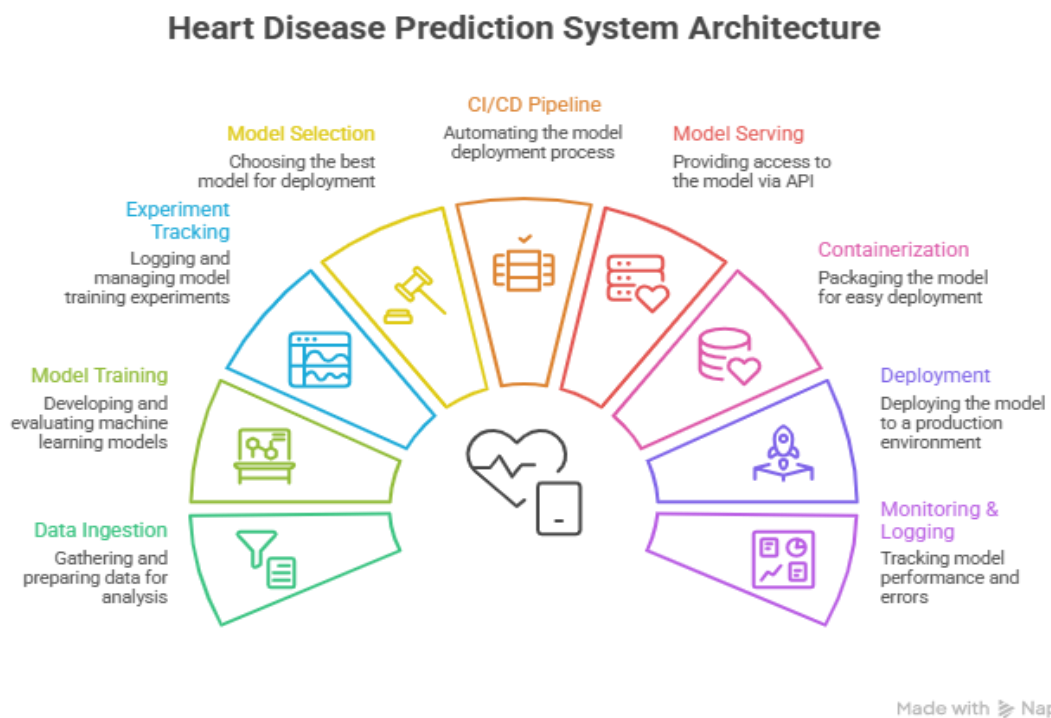 Heart Disease Prediction System Architecture
CI/CD Pipeline
Automating the model
deployment process
Model Selection
Choosing the best
model for deployment
Model Serving
Providing access to
the model via API
Experiment
Tracking
Logging and
managing model
training experiments
Containerization
Packaging the model
for easy deployment
Model Training
Developing and
evaluating machine
learning models
Deployment
Deploying the model
to a production
environment
Data Ingestion
Gathering and
preparing data for
analysis
Monitoring &
Logging
Tracking model
performance and
errors
Made with